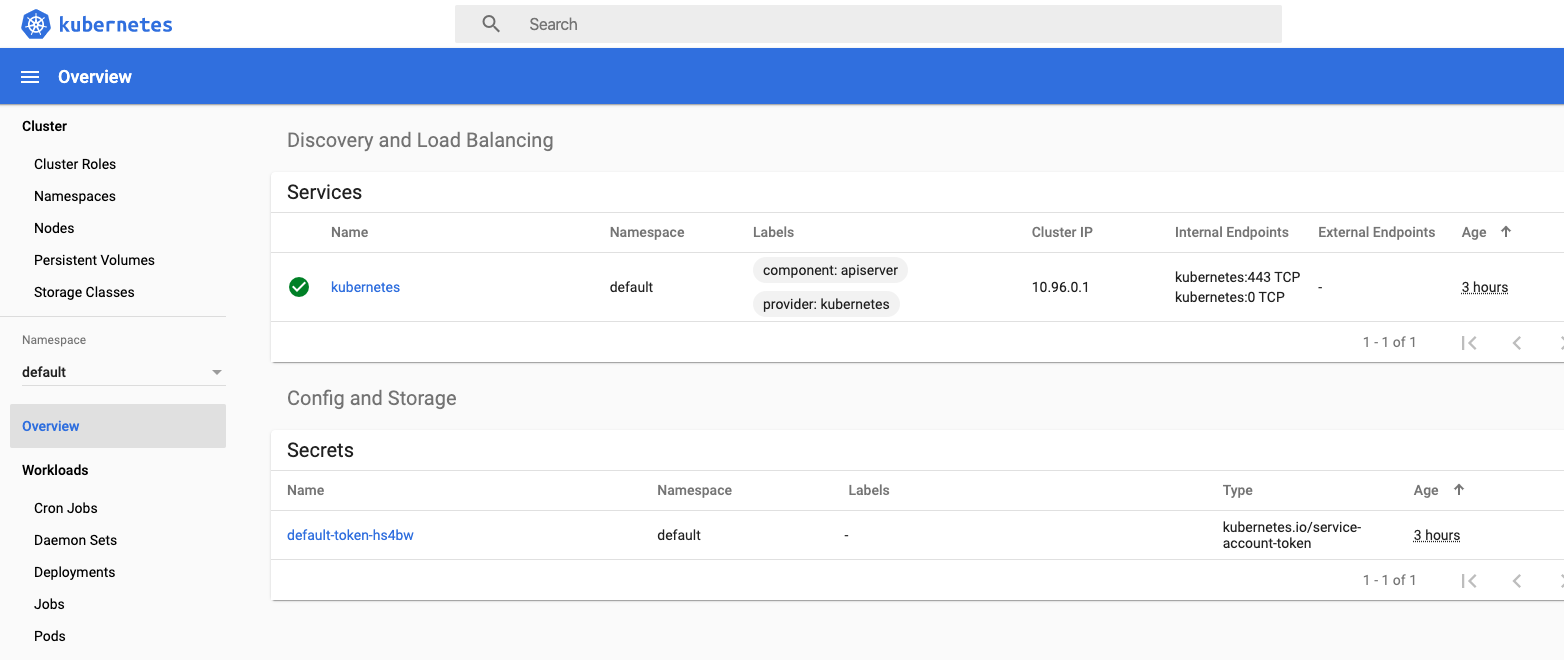 kubernetes
Search
Overview
Cluster
Cluster Roles
Namespaces
Nodes
Persistent Volumes
Storage Classes
Namespace
default
Overview
Workloads
Cron Jobs
Daemon Sets
Deployments
Jobs
Pods
Discovery and Load Balancing
Services
Name Namespace Labels Cluster IP Internal Endpoints External Endpoints Age
kubernetes default component: apiserver provider: kubernetes 10.96.0.1 kubernetes:443 TCP kubernetes:0 TCP - 3 hours
1 - 1 of 1
Config and Storage
Secrets
Name Namespace Labels Type Age
default-token-hs4bw default - kubernetes.io/service-account-token 3 hours
1 - 1 of 1